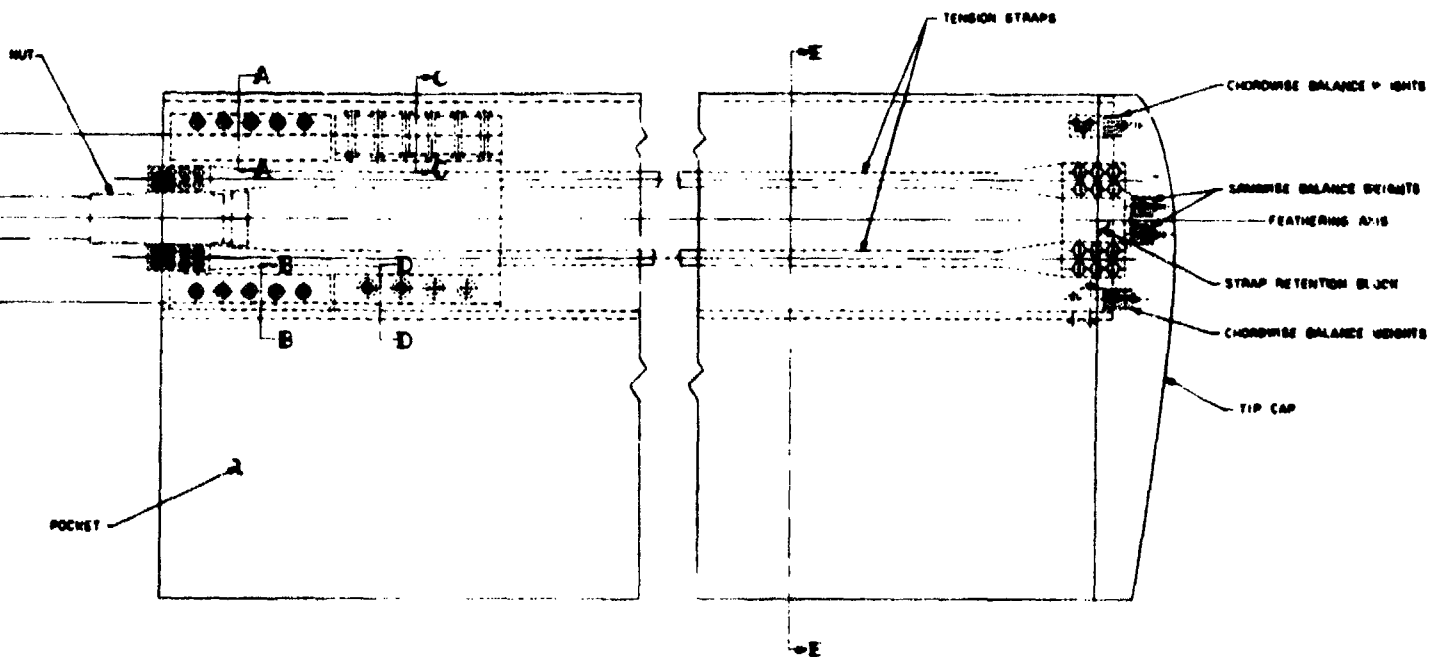 TENSION STRAPS
NUT
E
A
C
CHORDWISE BALANCE
A
C
SPANWISE BALANCE WEIGHTS
FEATHERING AXIS
B
D
STRAP RETENTION BLOCK
B
D
CHORDWISE BALANCE WEIGHTS
TIP CAP
POCKET
E